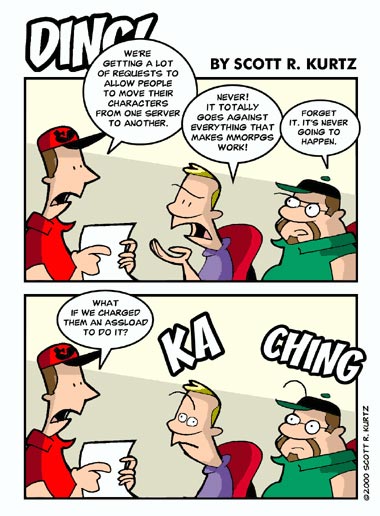 DING!
BY SCOTT R. KURTZ
WE'RE
GETTING A LOT
OF REQUESTS TO
ALLOW PEOPLE
TO MOVE THEIR
CHARACTERS
FROM ONE SERVER
TO ANOTHER.
NEVER!
IT TOTALLY
GOES AGAINST
EVERYTHING THAT
MAKES MMORPGS
WORK!
FORGET
IT. IT'S NEVER
GOING TO
HAPPEN.
WHAT
IF WE CHARGED
THEM AN ASSLOAD
TO DO IT?
KA
CHING
©2000 SCOTT R. KURTZ